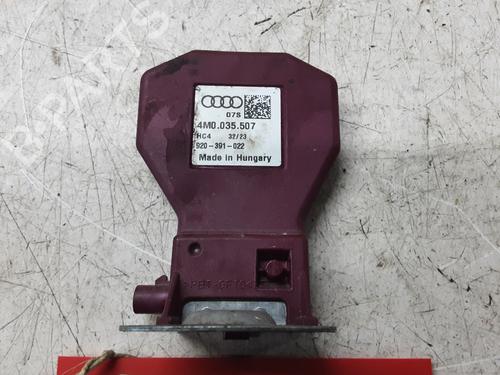 07S
4M0.035.507
HC4 32/23
920-391-022
Made in Hungary